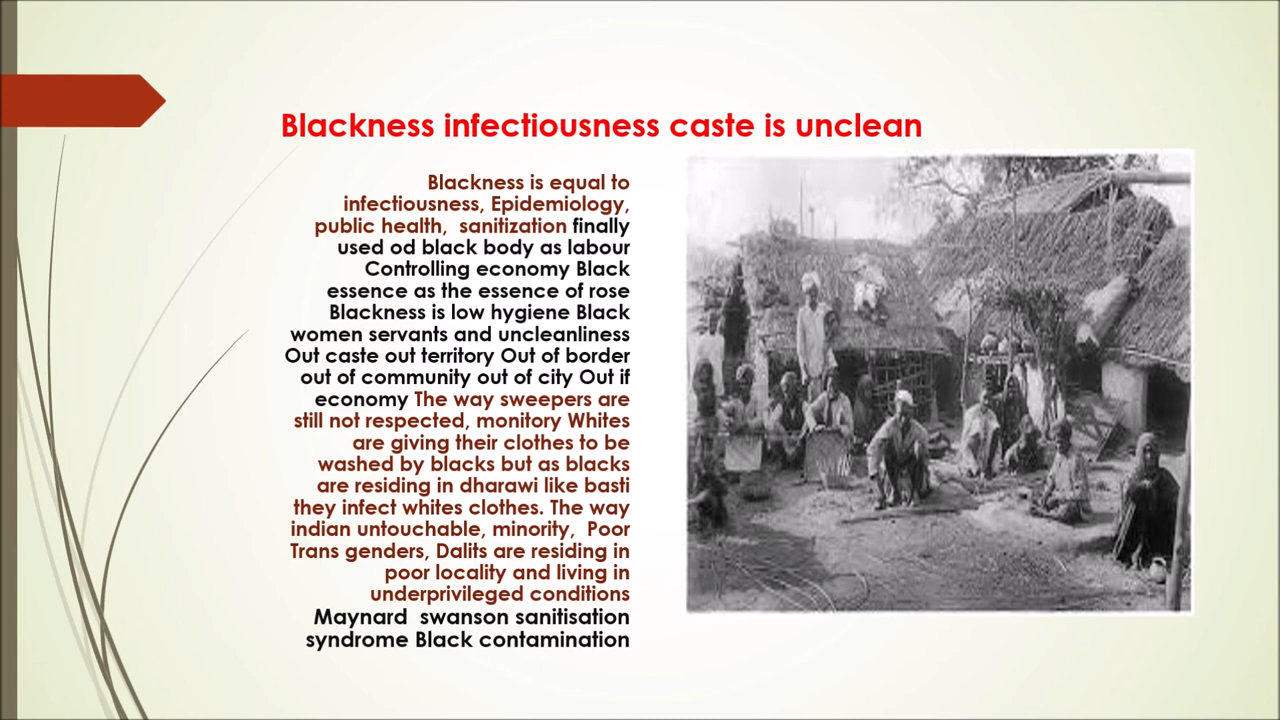 Blackness infectiousness caste is unclean
Blackness is equal to
infectiousness, Epidemiology,
public health, sanitization finally
used od black body as labour
Controlling economy Black
essence as the essence of rose
Blackness is low hygiene Black
women servants and uncleanliness
Out caste out territory Out of border
out of community out of city Out if
economy The way sweepers are
still not respected, monitory Whites
are giving their clothes to be
washed by blacks but as blacks
are residing in dharawi like basti
they infect whites clothes. The way
indian untouchable, minority, Poor
Trans genders, Dalits are residing in
poor locality and living in
underprivileged conditions
Maynard swanson sanitisation
syndrome Black contamination